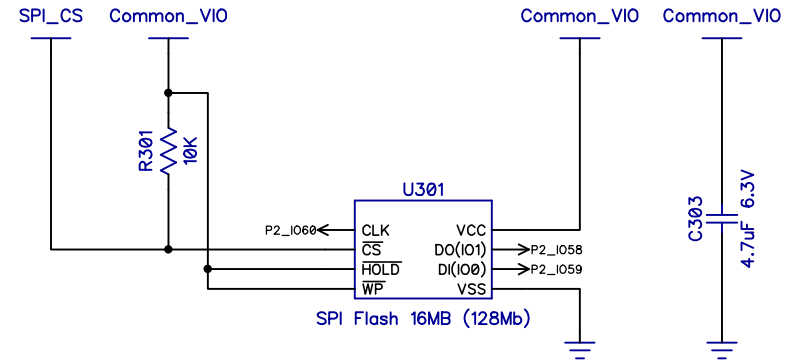 SPI_CS Common_VIO Common_VIO Common_VIO
R301 10K
U301
P2_IO60 CLK VCC
CS DO(IO1) P2_IO58
HOLD DI(IO0) P2_IO59
WP VSS
C303 4.7uF 6.3V
SPI Flash 16MB (128Mb)